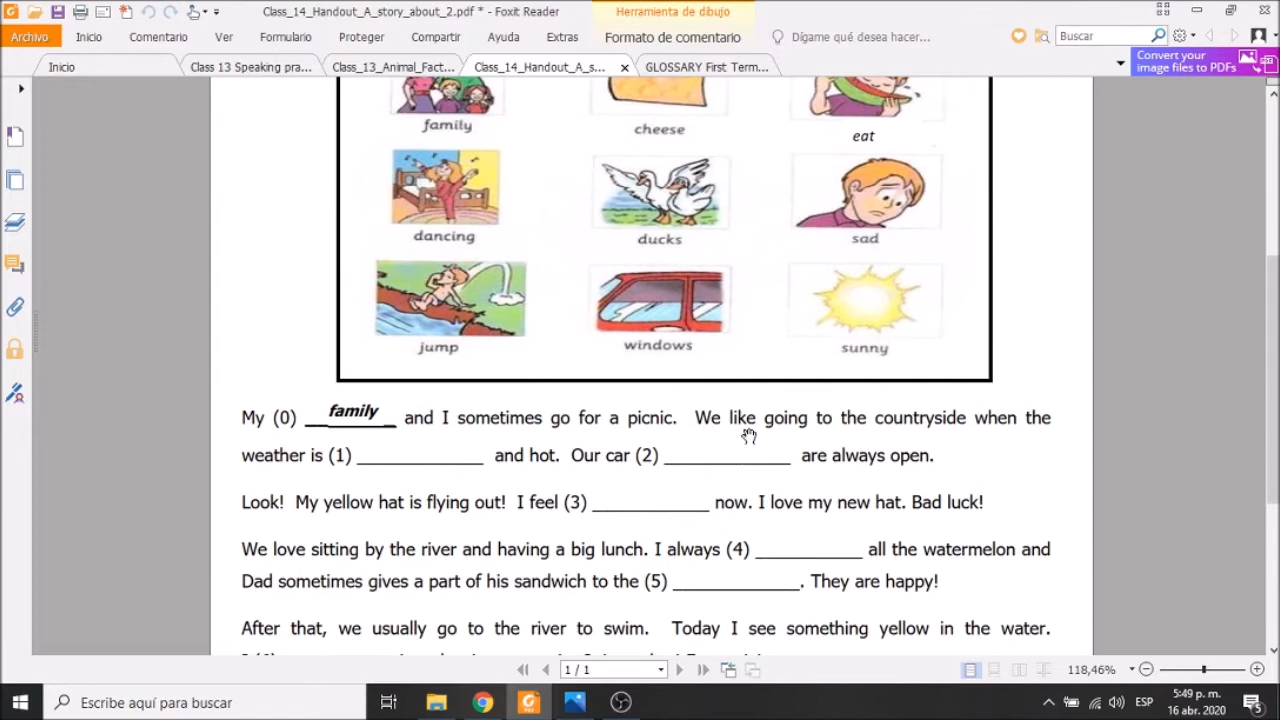 Class_14_Handout_A_story_about_2.pdf * - Foxit Reader
Herramienta de dibujo
Archivo Inicio Comentario Ver Formulario Proteger Compartir Ayuda Extras Formato de comentario Dígame qué desea hacer... Buscar
Inicio Class 13 Speaking pra... Class_13_Animal_Fact... Class_14_Handout_A_s... GLOSSARY First Term...
Convert your
image files to PDFs
family cheese eat
dancing ducks sad
jump windows sunny
My (0) __family_ and I sometimes go for a picnic. We like going to the countryside when the
weather is (1) _____________ and hot. Our car (2) _____________ are always open.
Look! My yellow hat is flying out! I feel (3) ____________ now. I love my new hat. Bad luck!
We love sitting by the river and having a big lunch. I always (4) ___________ all the watermelon and
Dad sometimes gives a part of his sandwich to the (5) _____________. They are happy!
After that, we usually go to the river to swim. Today I see something yellow in the water.
1 / 1 118,46%
Escribe aquí para buscar
ESP
5:49 p. m.
16 abr. 2020
5